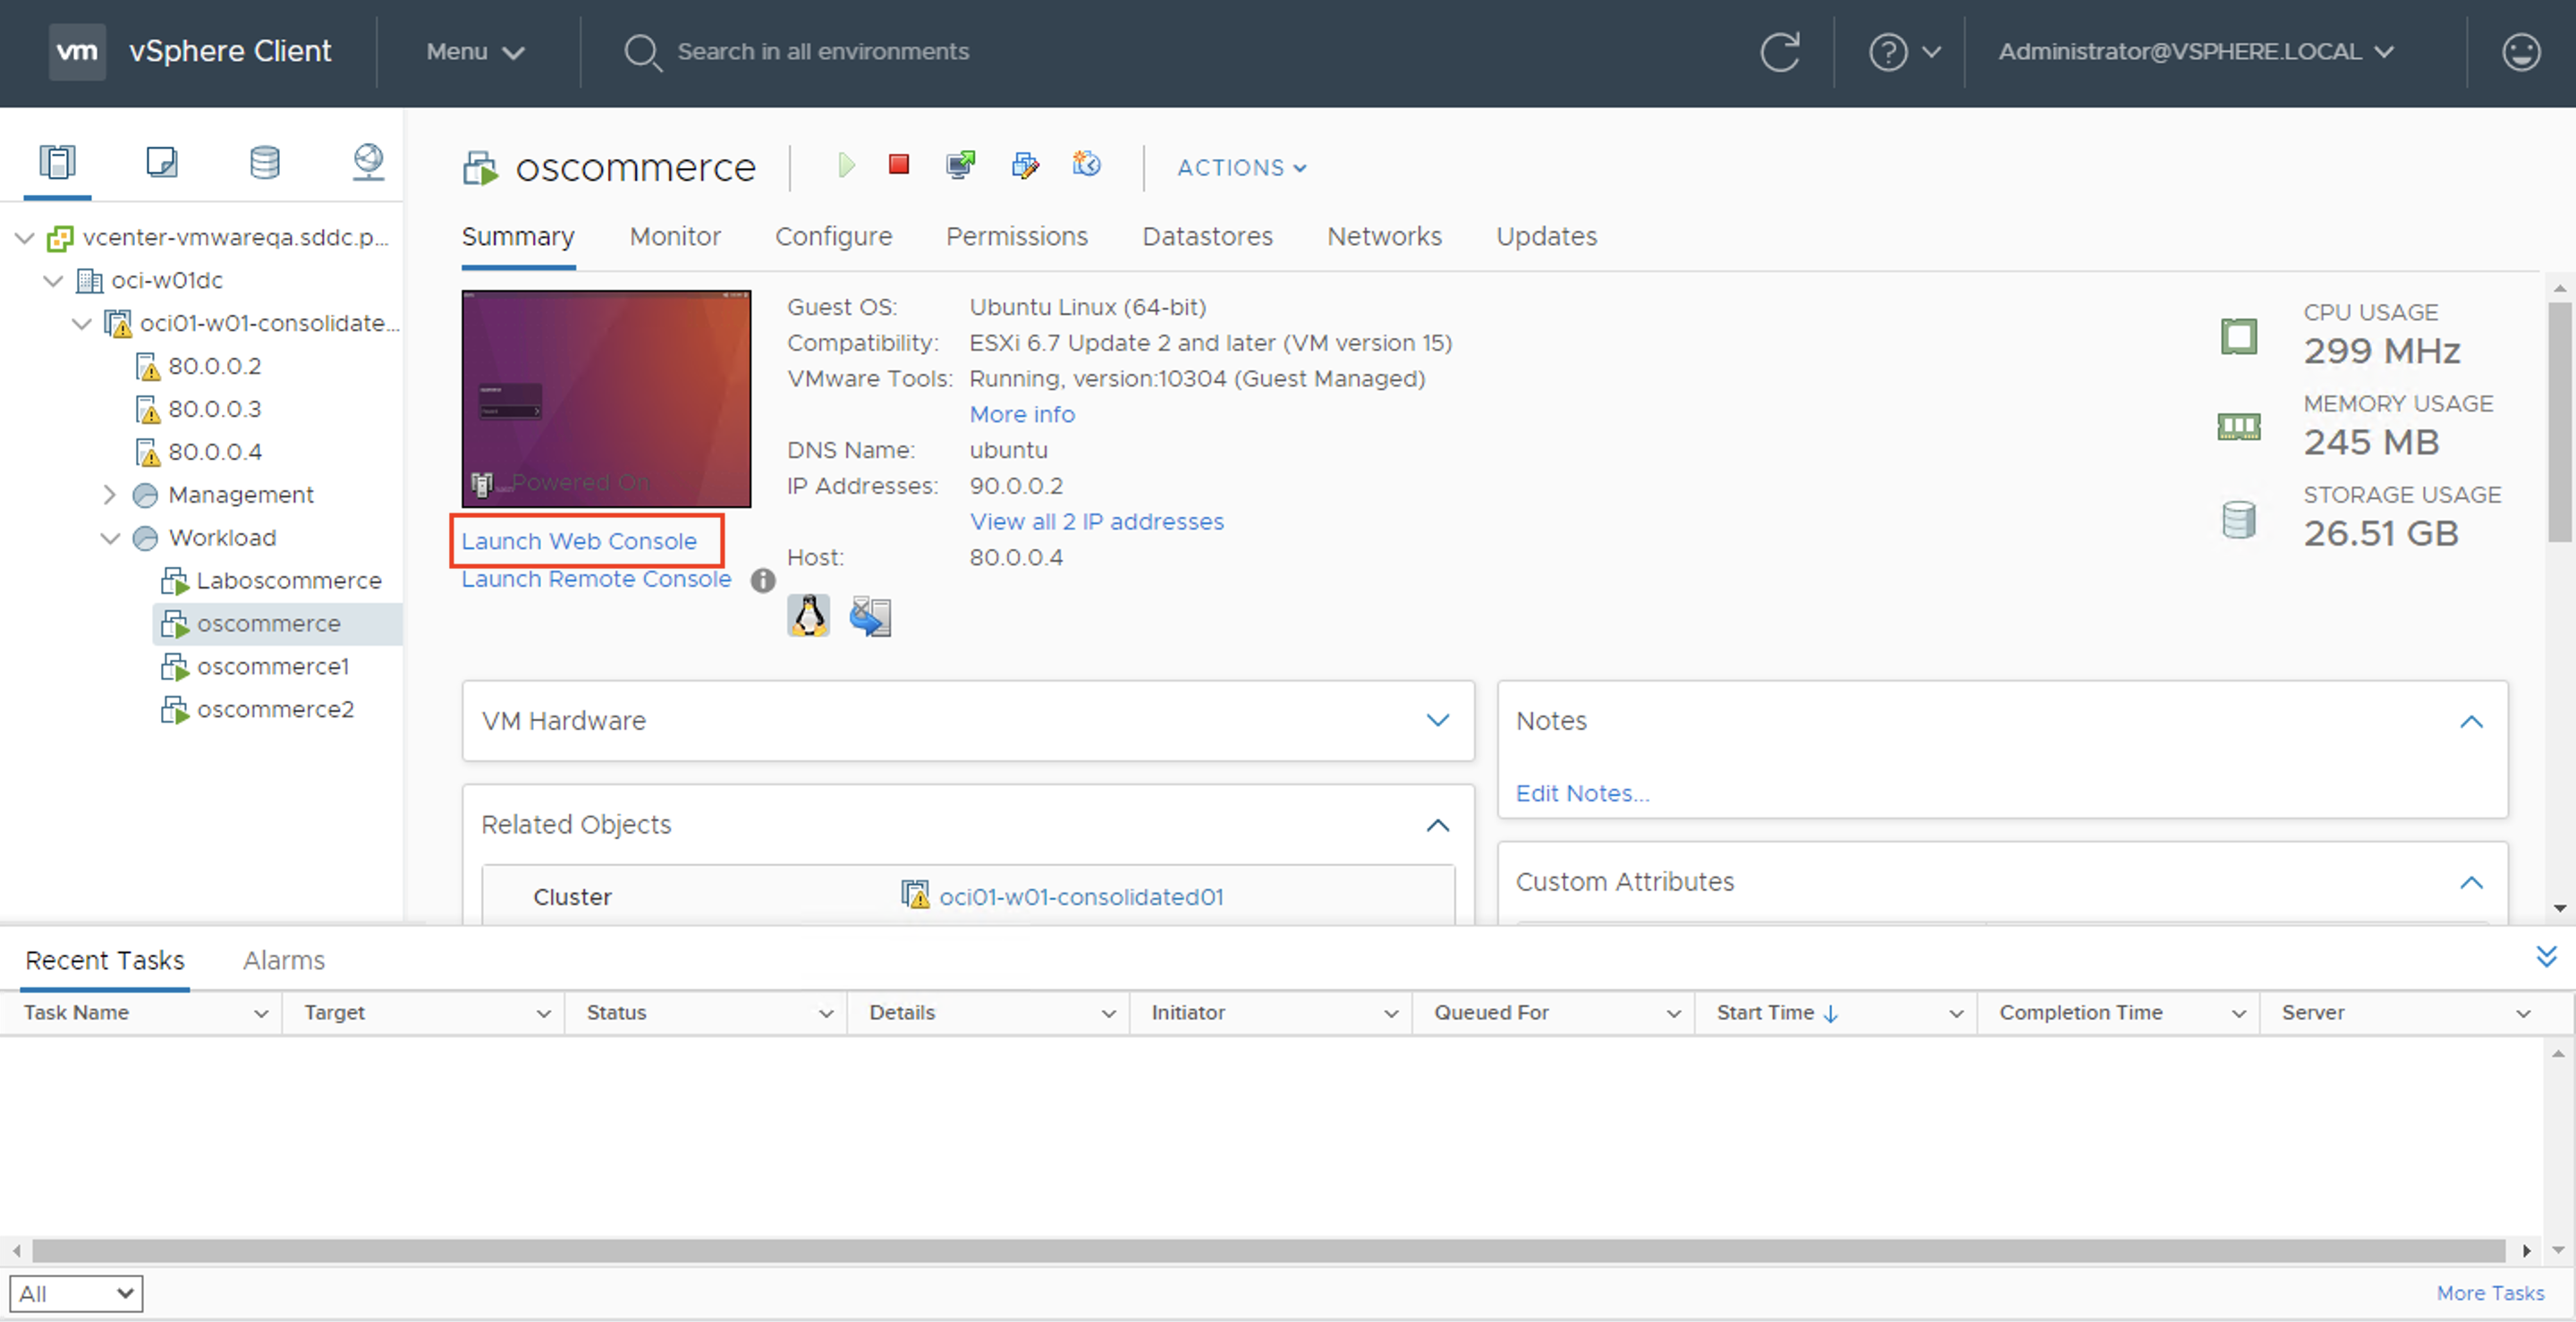 vm vSphere Client Menu Search in all environments ? Administrator@VSPHERE.LOCAL
oscommerce ACTIONS
Summary Monitor Configure Permissions Datastores Networks Updates
vcenter-vmwareqa.sddc.p...
oci-w01dc
oci01-w01-consolidate...
80.0.0.2
80.0.0.3
80.0.0.4
Management
Workload
Laboscommerce
oscommerce
oscommerce1
oscommerce2
Powered On
Launch Web Console
Launch Remote Console
Guest OS: Ubuntu Linux (64-bit)
Compatibility: ESXi 6.7 Update 2 and later (VM version 15)
VMware Tools: Running, version:10304 (Guest Managed)
More info
DNS Name: ubuntu
IP Addresses: 90.0.0.2
View all 2 IP addresses
Host: 80.0.0.4
CPU USAGE
299 MHz
MEMORY USAGE
245 MB
STORAGE USAGE
26.51 GB
VM Hardware
Related Objects
Cluster oci01-w01-consolidated01
Notes
Edit Notes...
Custom Attributes
Recent Tasks Alarms
Task Name Target Status Details Initiator Queued For Start Time ↓ Completion Time Server
All More Tasks